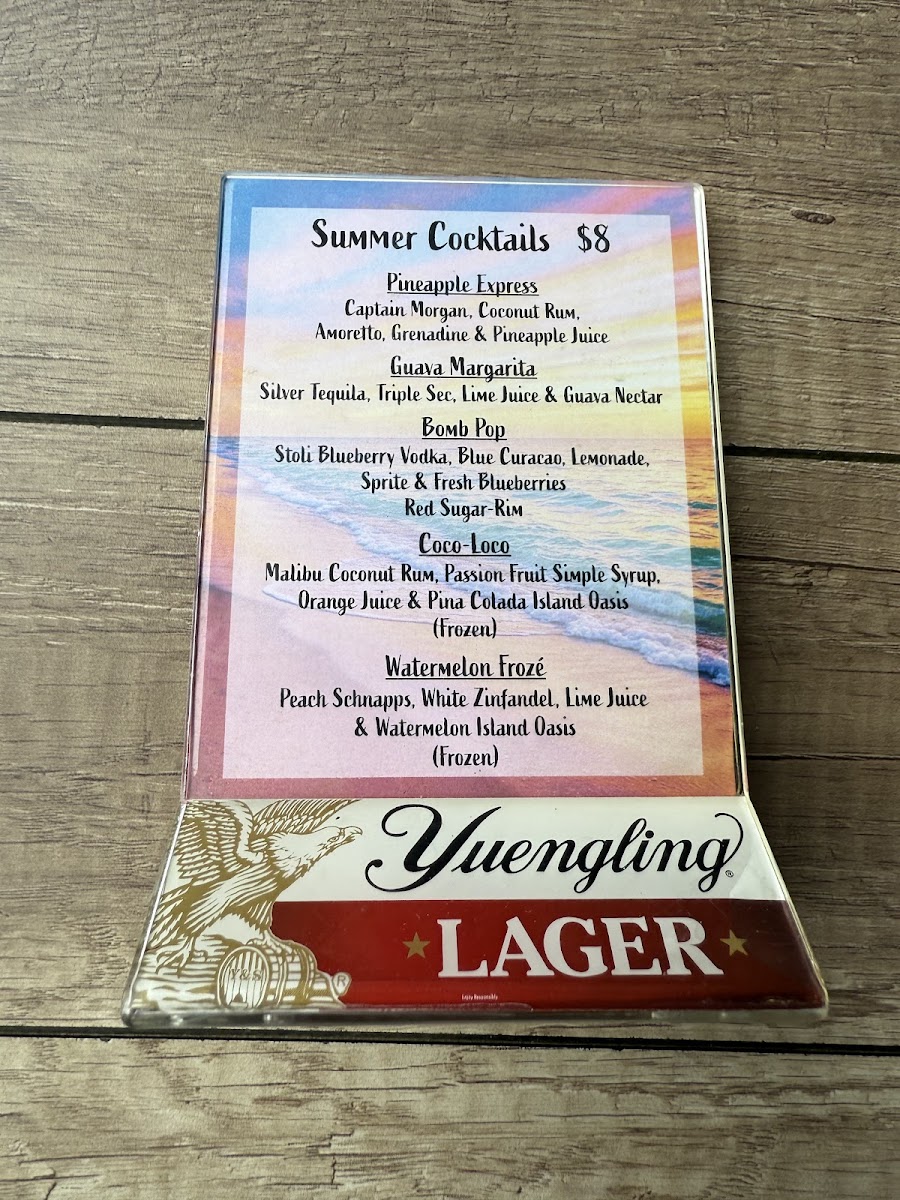 Summer Cocktails $8
Pineapple Express
Captain Morgan, Coconut Rum,
Amoretto, Grenadine & Pineapple Juice
Guava Margarita
Silver Tequila, Triple Sec, Lime Juice & Guava Nectar
Bomb Pop
Stoli Blueberry Vodka, Blue Curacao, Lemonade,
Sprite & Fresh Blueberries
Red Sugar-Rim
Coco-Loco
Malibu Coconut Rum, Passion Fruit Simple Syrup,
Orange Juice & Pina Colada Island Oasis
(Frozen)
Watermelon Frozé
Peach Schnapps, White Zinfandel, Lime Juice
& Watermelon Island Oasis
(Frozen)
Yuengling®
LAGER
Y&S
®
Enjoy Responsibly